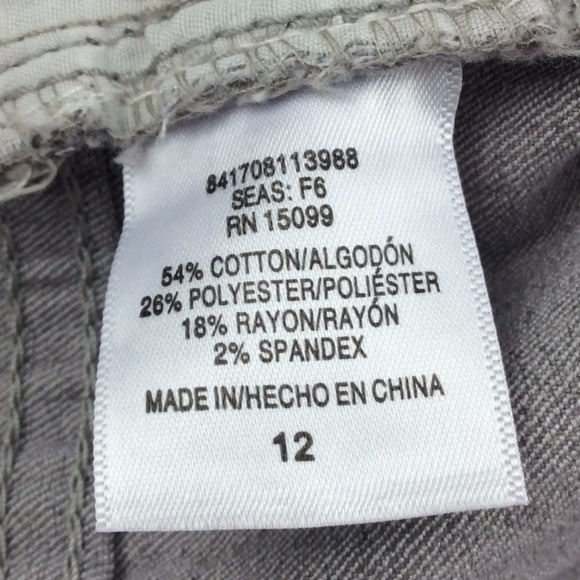 841708113988
SEAS: F6
RN 15099
54% COTTON/ALGODÓN
26% POLYESTER/POLIÉSTER
18% RAYON/RAYÓN
2% SPANDEX
MADE IN/HECHO EN CHINA
12